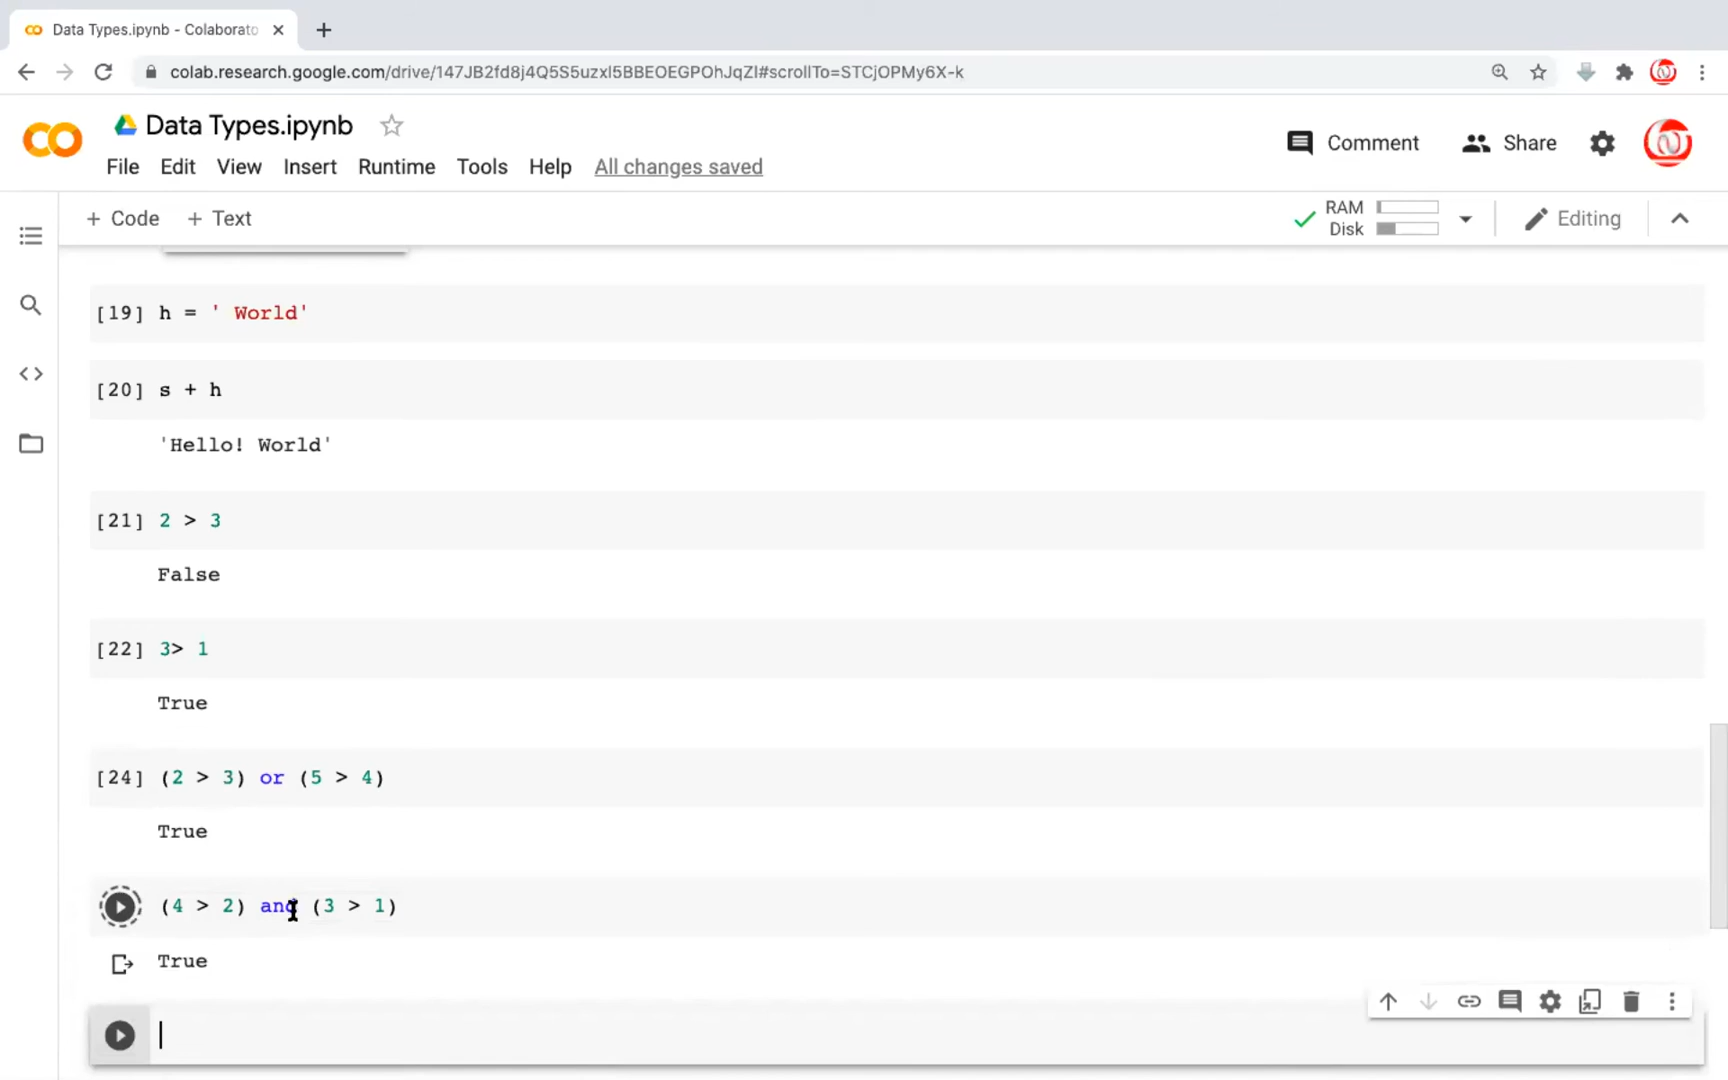 Data Types.ipynb - Colaborato
colab.research.google.com/drive/147JB2fd8j4Q5S5uzxI5BBEOEGPOhJqZI#scrollTo=STCjOPMy6X-k
Data Types.ipynb
Comment
Share
File Edit View Insert Runtime Tools Help All changes saved
+ Code + Text
RAM
Disk
Editing
[19] h = ' World'
[20] s + h
'Hello! World'
[21] 2 > 3
False
[22] 3> 1
True
[24] (2 > 3) or (5 > 4)
True
(4 > 2) and (3 > 1)
True